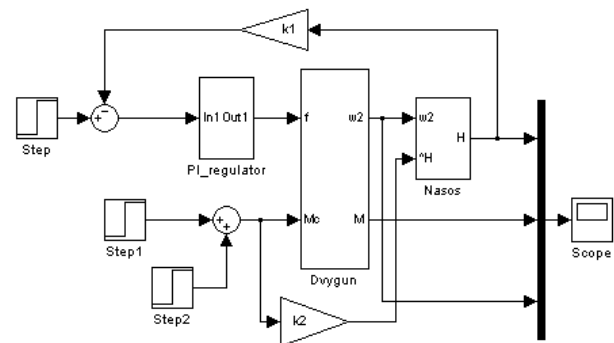 k1
Step
In1 Out1
PI_regulator
f
w2
Mc
M
Dvygun
w2
H
^H
Nasos
Step1
Step2
k2
Scope